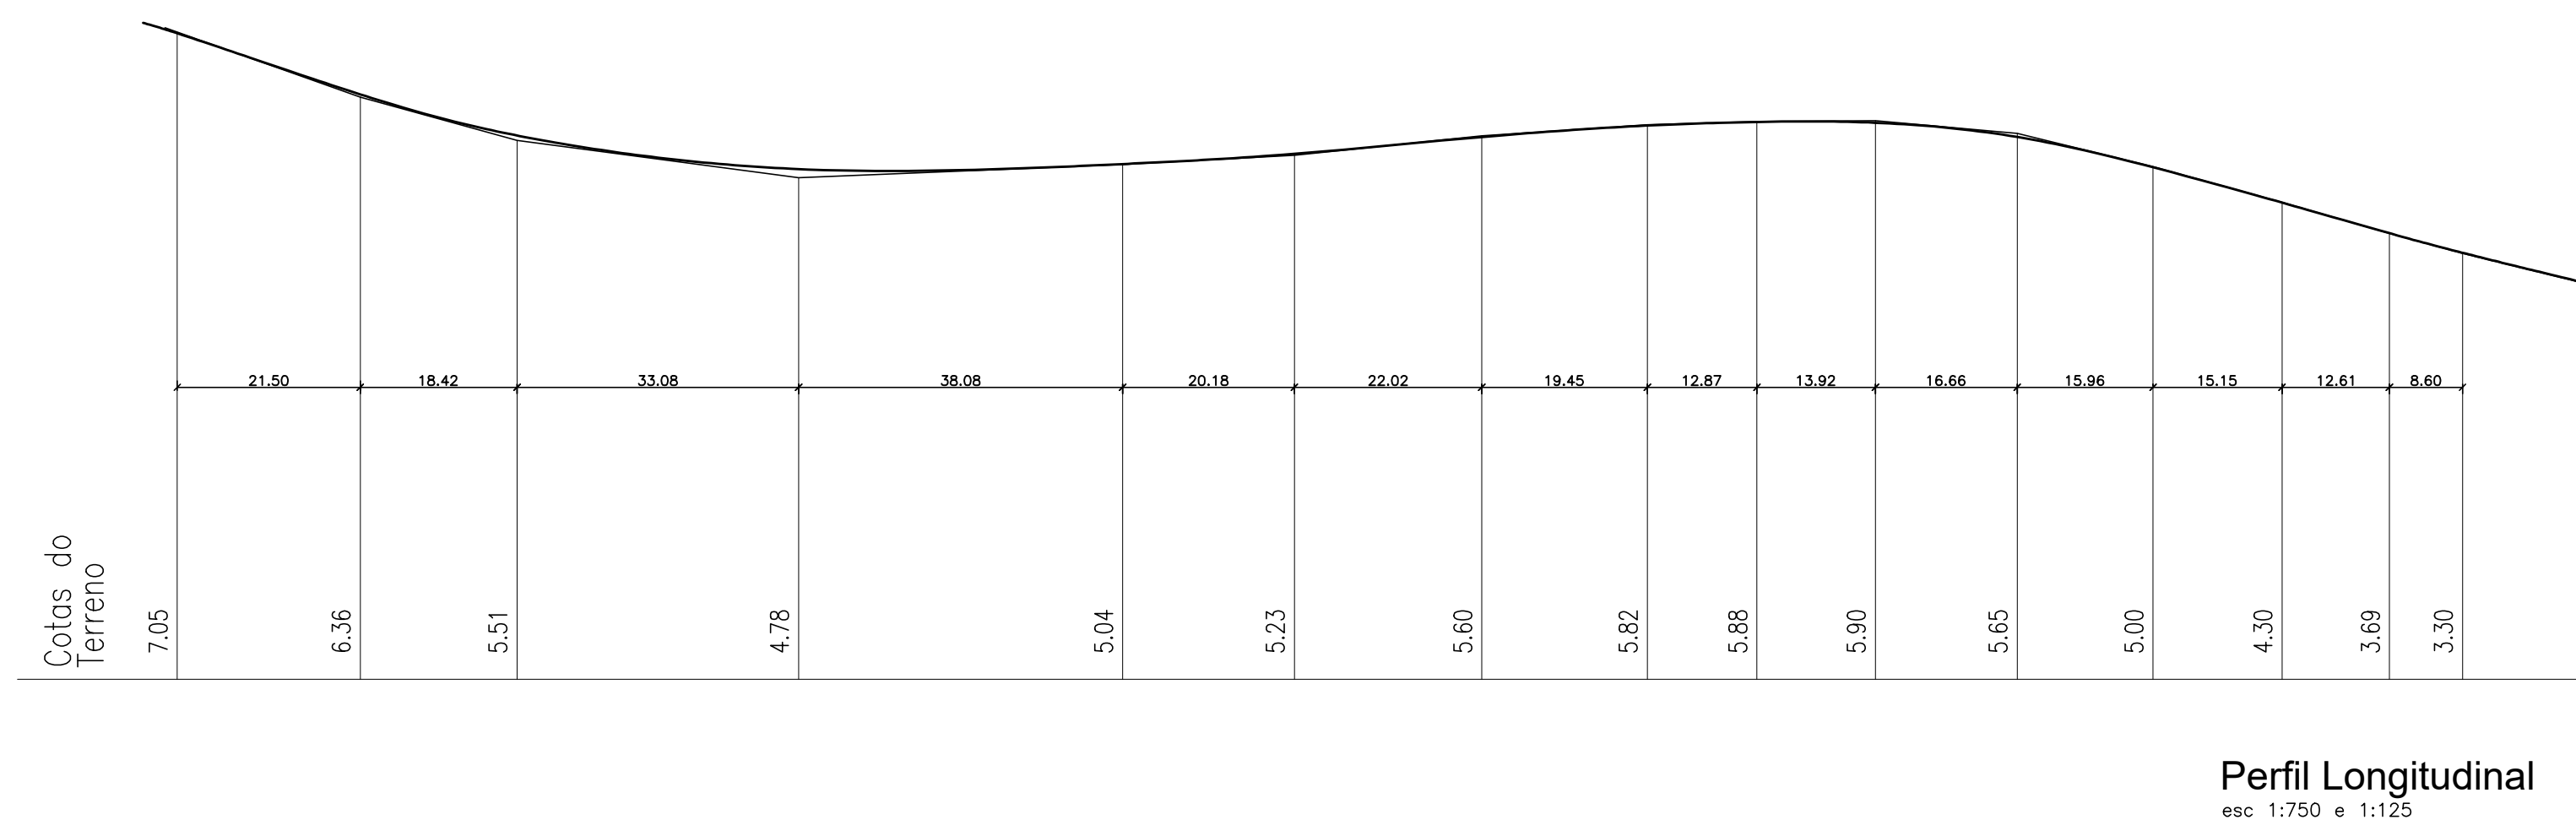 21.50 18.42 33.08 38.08 20.18 22.02 19.45 12.87 13.92 16.66 15.96 15.15 12.61 8.60
Cotas do
Terreno
7.05 6.36 5.51 4.78 5.04 5.23 5.60 5.82 5.88 5.90 5.65 5.00 4.30 3.69 3.30
Perfil Longitudinal
esc 1:750 e 1:125